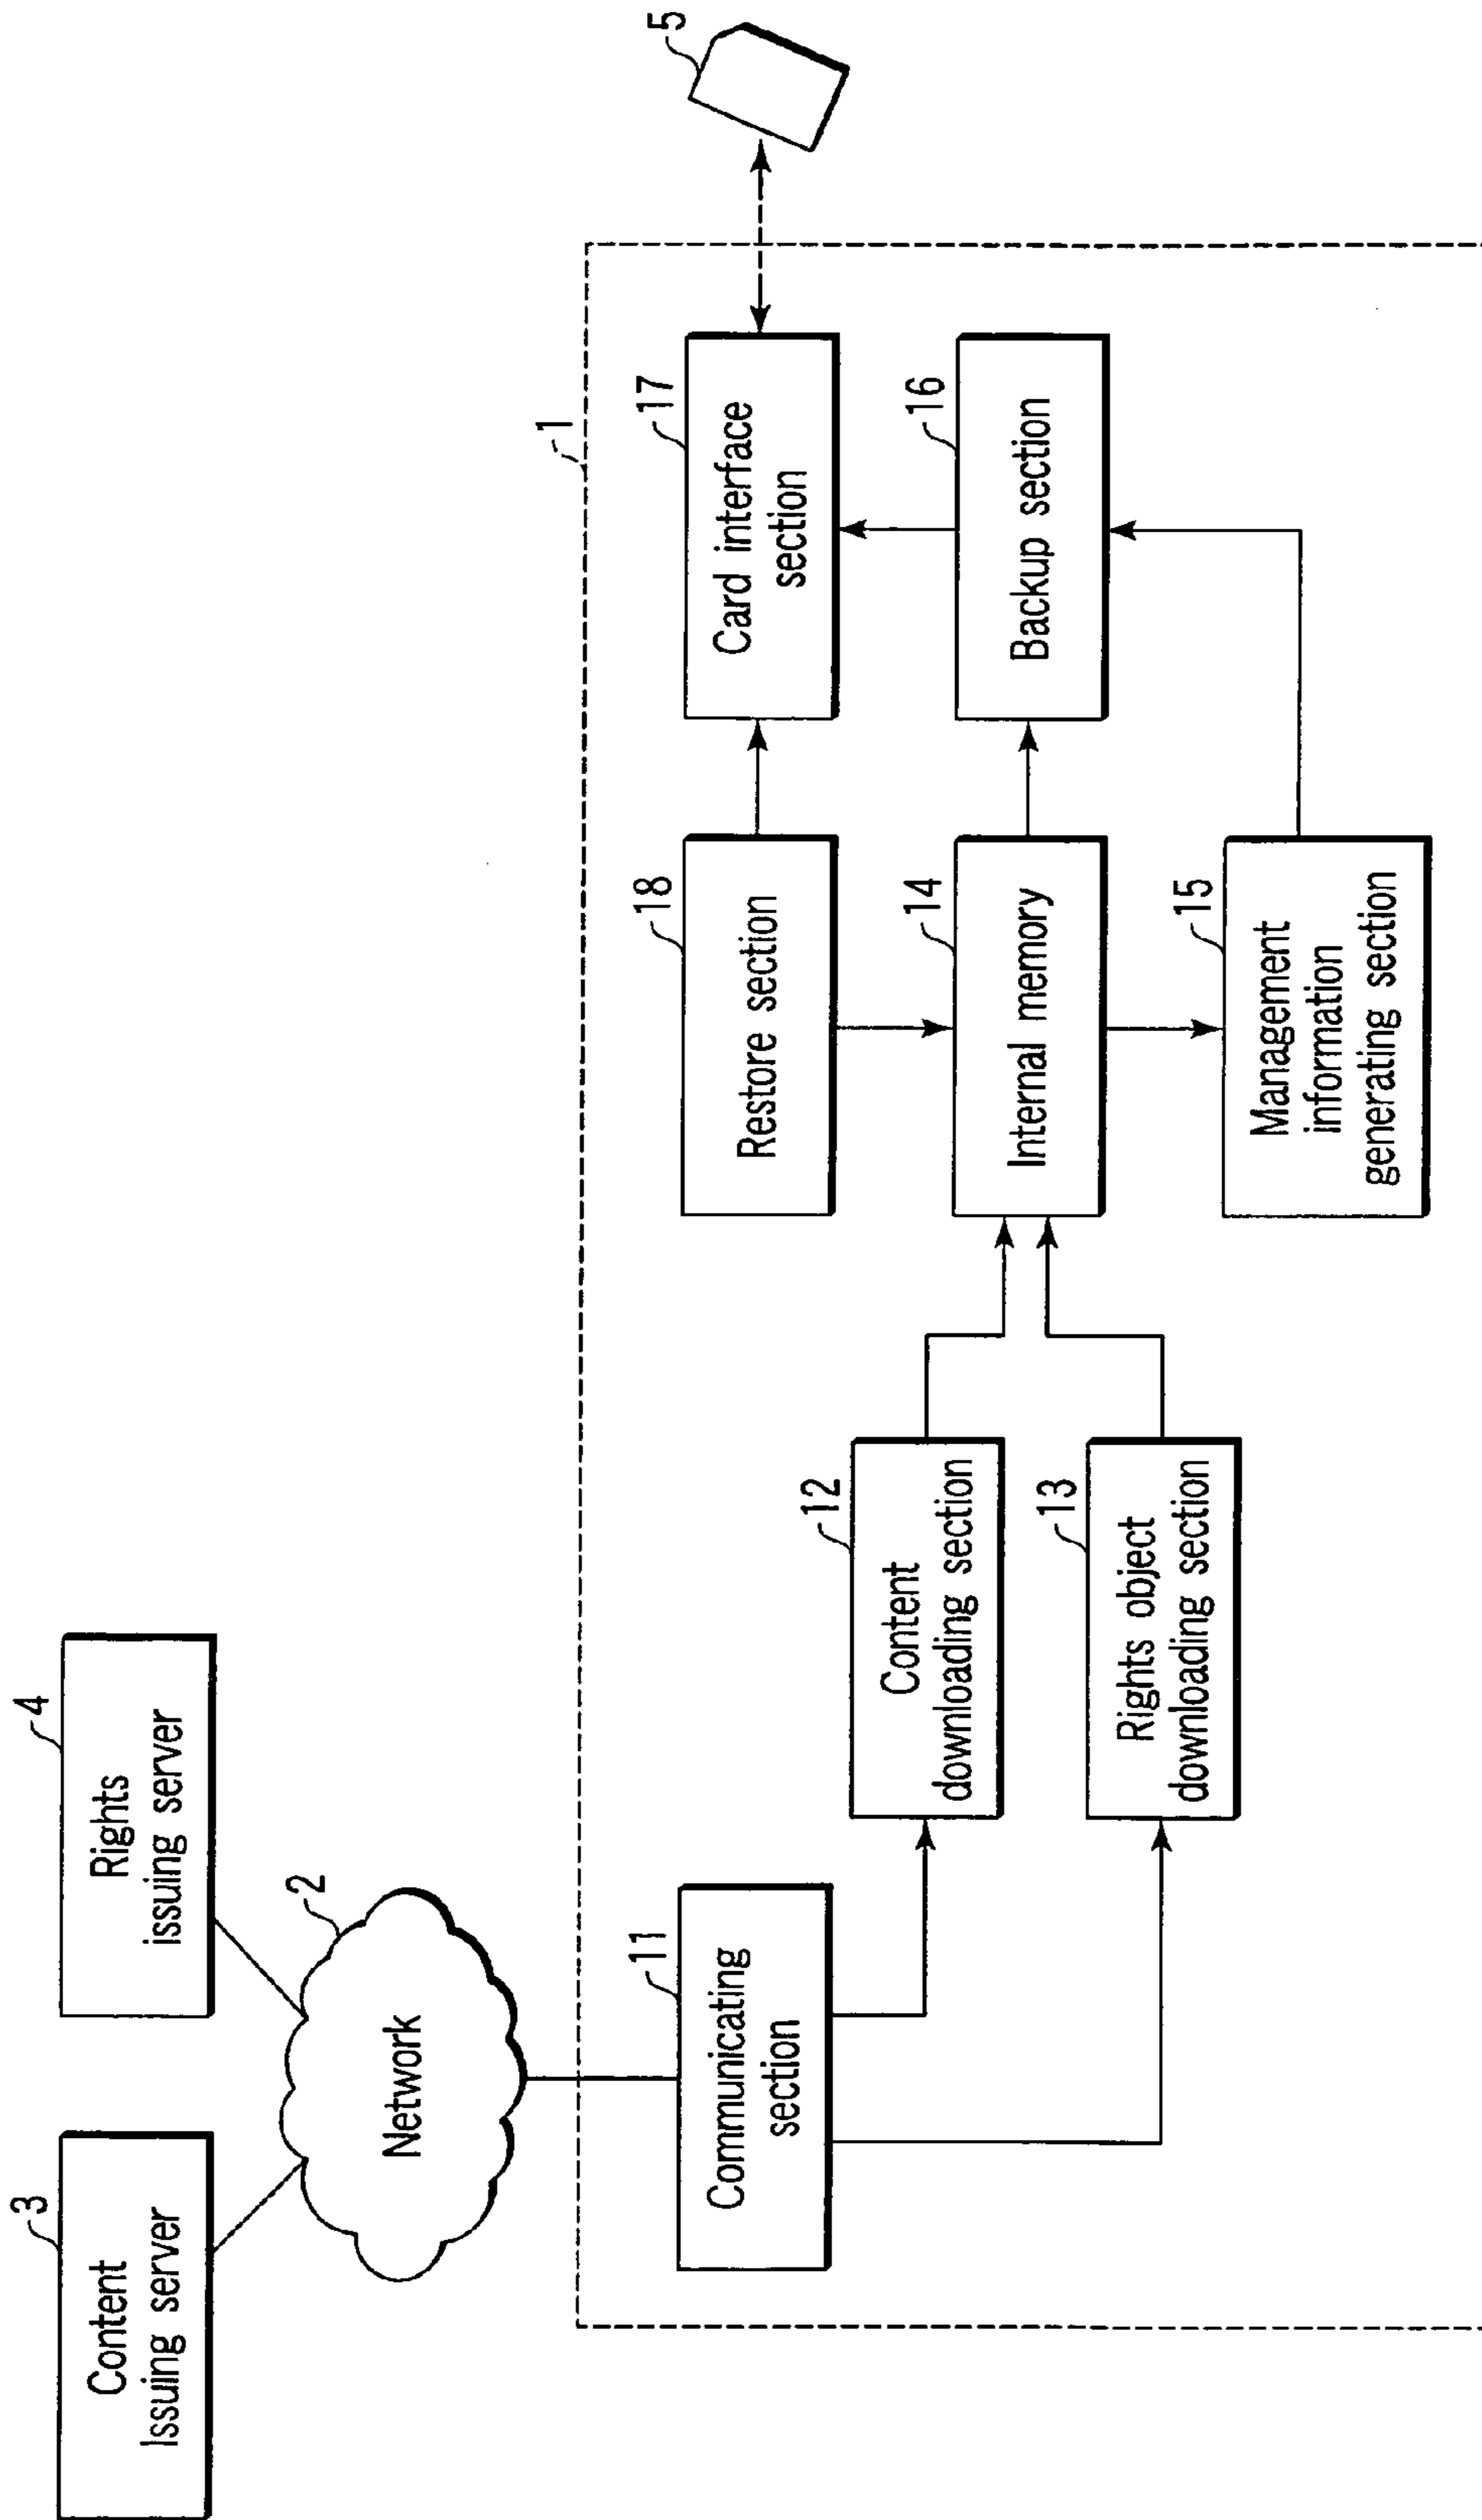 3
Content
Issuing server
4
Rights
issuing server
2
Network
1
11
Communicating
section
12
Content
downloading section
13
Rights object
downloading section
18
Restore section
14
Internal memory
15
Management
information
generating section
17
Card interface
section
16
Backup section
5